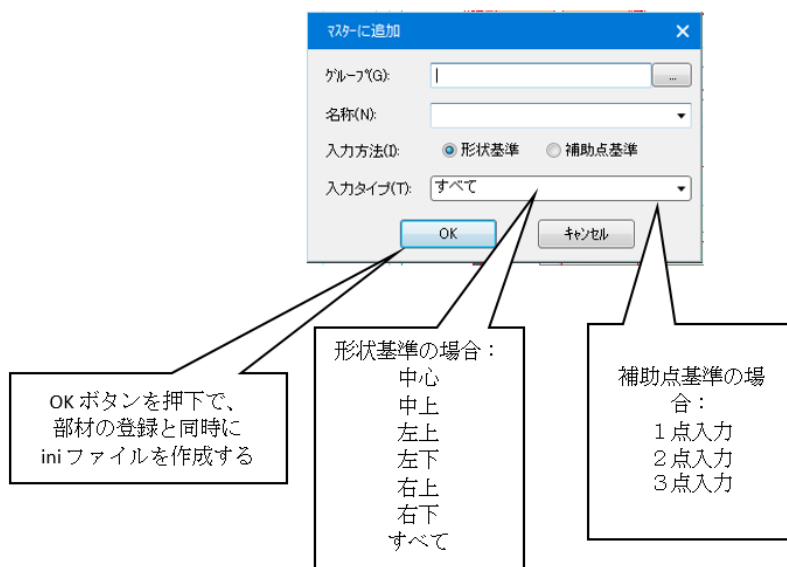 ﾏｽﾀｰに追加
ｸﾞﾙｰﾌﾟ(G):
...
名称(N):
入力方法(I):
形状基準
補助点基準
入力タイプ(T):
すべて
OK
ｷｬﾝｾﾙ
OK ボタンを押下で、
部材の登録と同時に
ini ファイルを作成する
形状基準の場合：
中心
中上
左上
左下
右上
右下
すべて
補助点基準の場
合：
１点入力
２点入力
３点入力